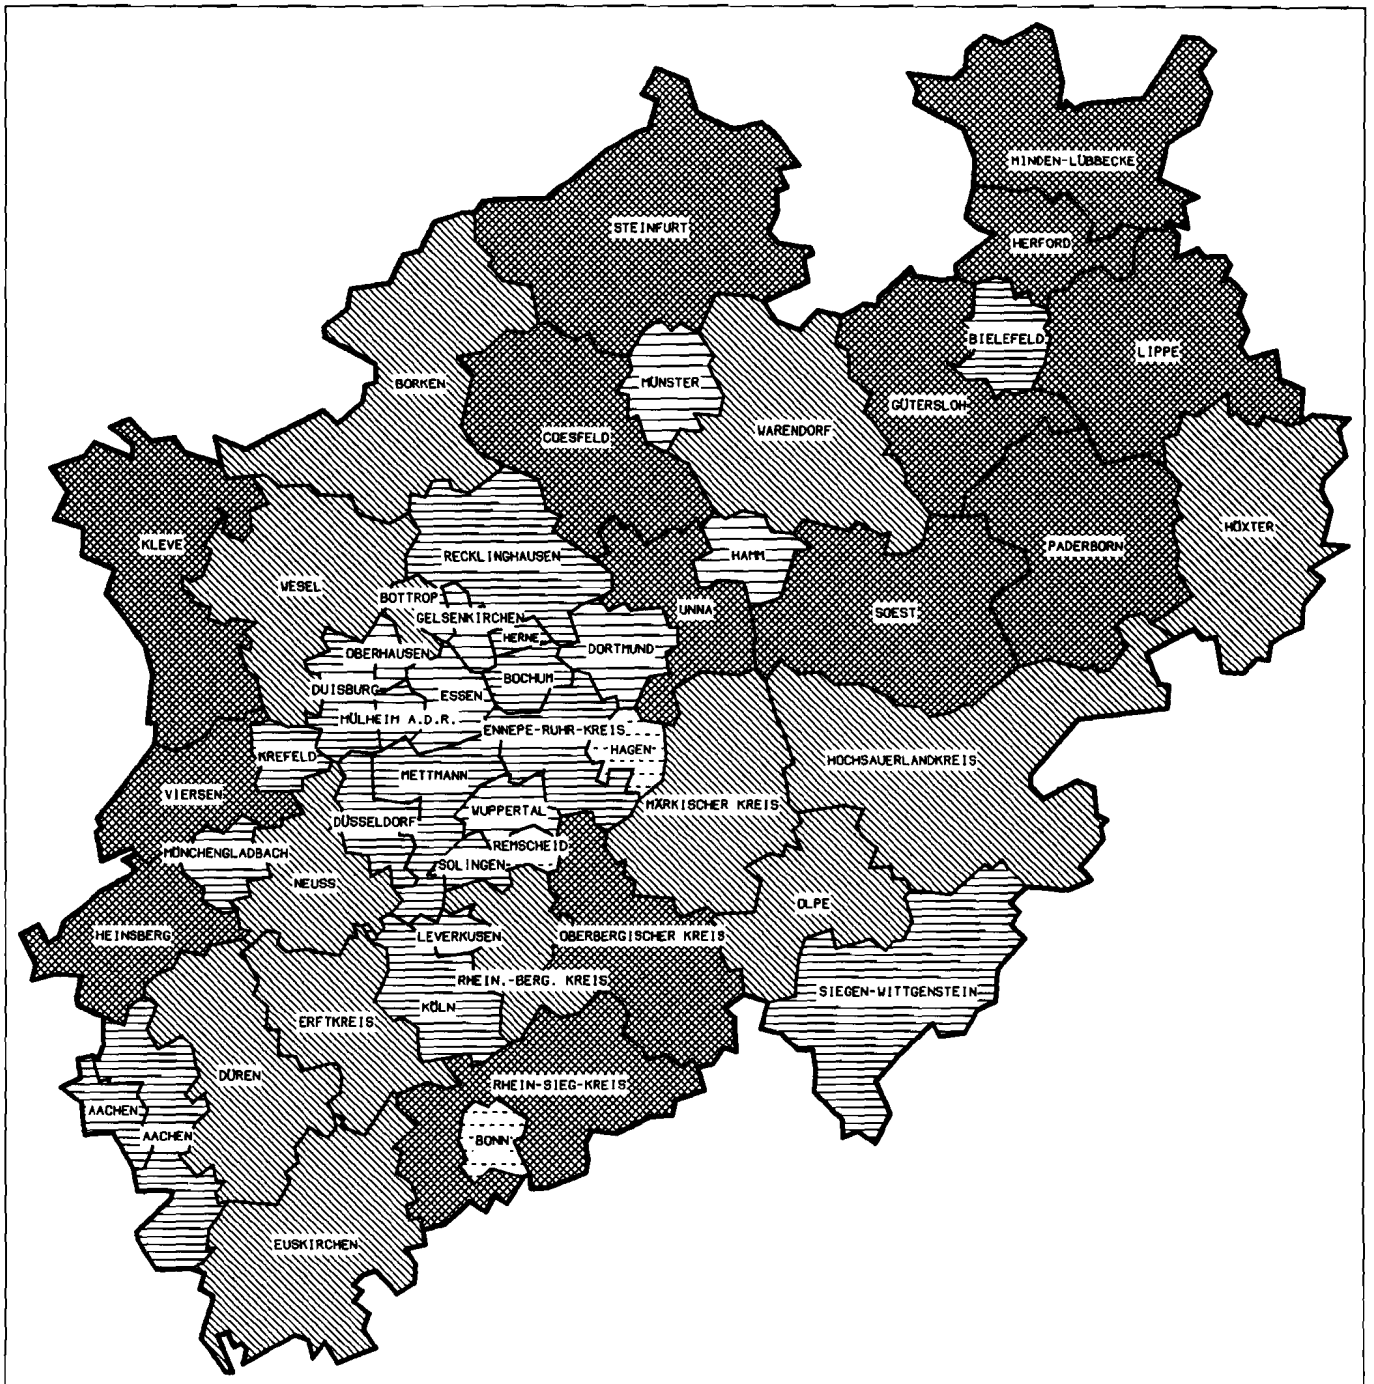 MINDEN-LÜBBECKE
STEINFURT
HERFORD
BIELEFELD
LIPPE
BORKEN
MÜNSTER
GÜTERSLOH
COESFELD
WARENDORF
HÖXTER
KLEVE
PADERBORN
RECKLINGHAUSEN
HAMM
WESEL
BOTTROP
UNNA
SOEST
GELSENKIRCHEN
HERNE
DORTMUND
OBERHAUSEN
BOCHUM
DUISBURG
ESSEN
MÜLHEIM A.D.R.
ENNEPE-RUHR-KREIS
HAGEN
KREFELD
HOCHSAUERLANDKREIS
METTMANN
VIERSEN
MÄRKISCHER KREIS
WUPPERTAL
DÜSSELDORF
REMSCHEID
MÖNCHENGLADBACH
SOLINGEN
NEUSS
OLPE
HEINSBERG
LEVERKUSEN
OBERBERGISCHER KREIS
RHEIN.-BERG. KREIS
SIEGEN-WITTGENSTEIN
KÖLN
ERFTKREIS
DÜREN
RHEIN-SIEG-KREIS
AACHEN
AACHEN
BONN
EUSKIRCHEN